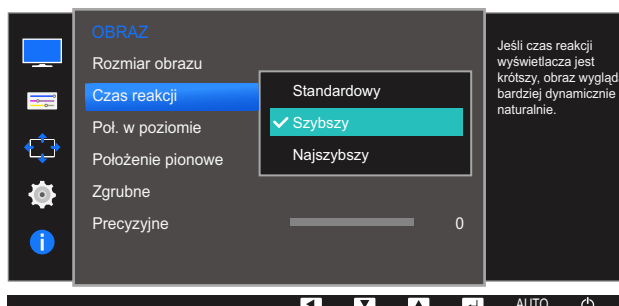 OBRAZ
Rozmiar obrazu
Czas reakcji
Poł. w poziomie
Położenie pionowe
Zgrubne
Precyzyjne
0
Standardowy
Szybszy
Najszybszy
Jeśli czas reakcji
wyświetlacza jest
krótszy, obraz wygląd
bardziej dynamicznie
naturalnie.
AUTO